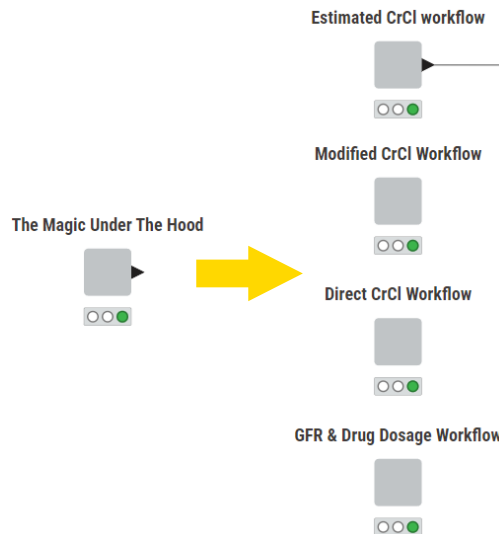 Estimated CrCl workflow
Modified CrCl Workflow
The Magic Under The Hood
Direct CrCl Workflow
GFR & Drug Dosage Workflow